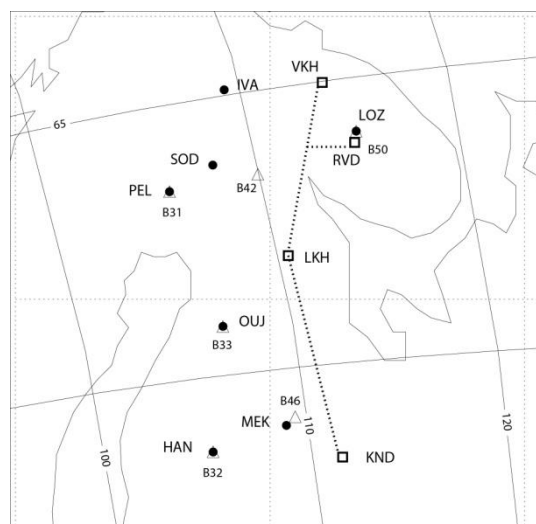 VKH
IVA
LOZ
65
B50
RVD
SOD
B42
PEL
B31
LKH
OUJ
B33
B46
MEK
110
120
100
HAN
KND
B32